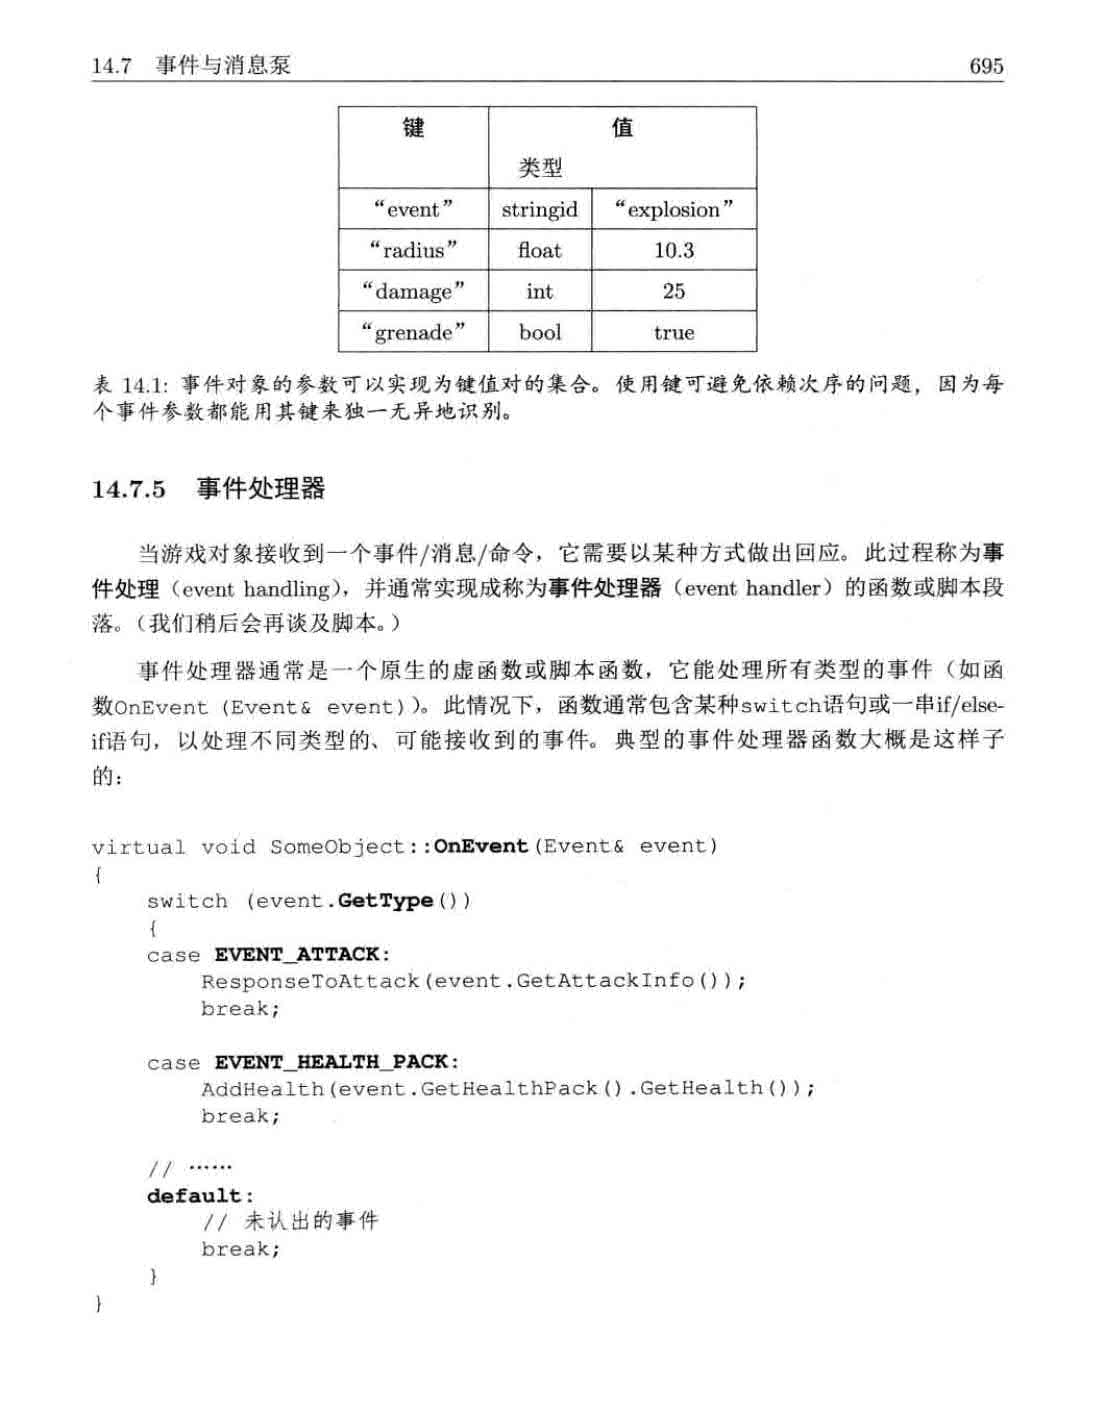 14.7 事件与消息泵 695
键 值
类型
“event” stringid “explosion”
“radius” float 10.3
“damage” int 25
“grenade” bool true
表 14.1: 事件对象的参数可以实现为键值对的集合。使用键可避免依赖次序的问题，因为每
个事件参数都能用其键来独一无异地识别。
14.7.5 事件处理器
当游戏对象接收到一个事件/消息/命令，它需要以某种方式做出回应。此过程称为事
件处理（event handling），并通常实现成称为事件处理器（event handler）的函数或脚本段
落。（我们稍后会再谈及脚本。）
事件处理器通常是一个原生的虚函数或脚本函数，它能处理所有类型的事件（如函
数OnEvent (Event& event)）。此情况下，函数通常包含某种switch语句或一串if/else-
if语句，以处理不同类型的、可能接收到的事件。典型的事件处理器函数大概是这样子
的：
virtual void SomeObject::OnEvent(Event& event)
{
switch (event.GetType())
{
case EVENT_ATTACK:
ResponseToAttack(event.GetAttackInfo());
break;
case EVENT_HEALTH_PACK:
AddHealth(event.GetHealthPack().GetHealth());
break;
// ……
default:
// 未认出的事件
break;
}
}